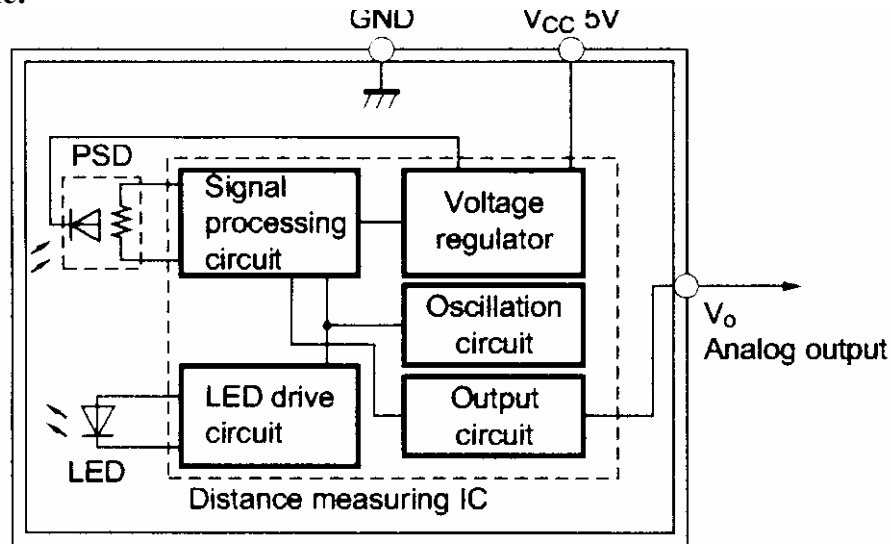 GND
VCC 5V
PSD
Signal
processing
circuit
Voltage
regulator
Oscillation
circuit
Vo
Analog output
LED drive
circuit
Output
circuit
LED
Distance measuring IC